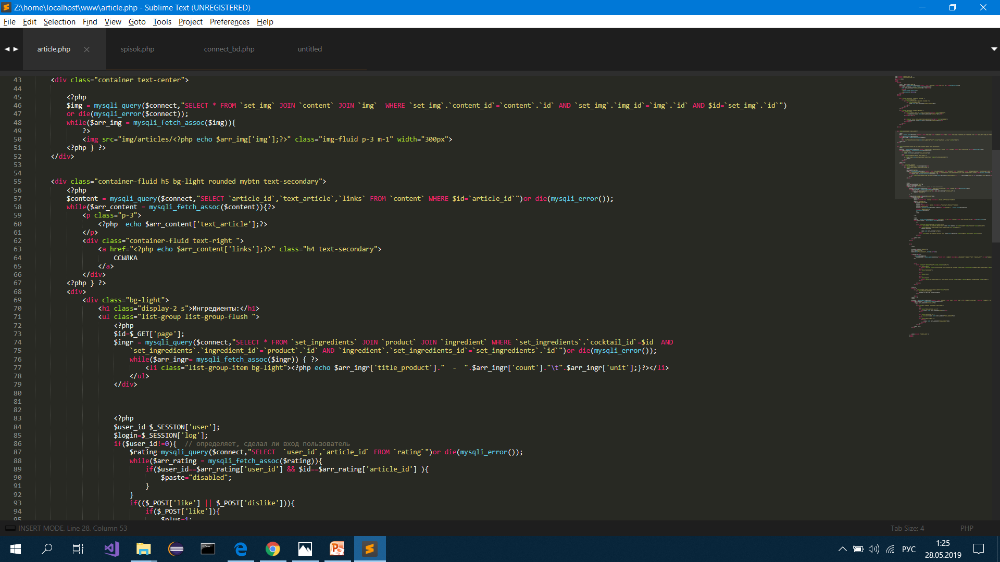 Z:\home\localhost\www\article.php - Sublime Text (UNREGISTERED)
File Edit Selection Find View Goto Tools Project Preferences Help
article.php spisok.php connect_bd.php untitled
43 <div class="container text-center">
44
45 <?php
46 $img = mysqli_query($connect,"SELECT * FROM `set_img` JOIN `content` JOIN `img`  WHERE `set_img`.`content_id`=`content`.`id` AND `set_img`.`img_id`=`img`.`id` AND $id=`set_img`.`id`")
47 or die(mysqli_error($connect));
48 while($arr_img = mysqli_fetch_assoc($img)){
49 ?>
50 <img src="img/articles/<?php echo $arr_img['img'];?>" class="img-fluid p-3 m-1" width="300px">
51 <?php } ?>
52 </div>
53
54
55 <div class="container-fluid h5 bg-light rounded mybtn text-secondary">
56 <?php
57 $content = mysqli_query($connect,"SELECT `article_id`,`text_article`,`links` FROM `content` WHERE $id=`article_id`")or die(mysqli_error());
58 while($arr_content = mysqli_fetch_assoc($content)){?>
59 <p class="p-3">
60 <?php  echo $arr_content['text_article'];?>
61 </p>
62 <div class="container-fluid text-right ">
63 <a href="<?php echo $arr_content['links'];?>" class="h4 text-secondary">
64 ССЫЛКА
65 </a>
66 </div>
67 <?php } ?>
68 <div>
69 <div class="bg-light">
70 <h1 class="display-2 s">Ингредиенты:</h1>
71 <ul class="list-group list-group-flush ">
72 <?php
73 $id=$_GET['page'];
74 $ingr = mysqli_query($connect,"SELECT * FROM `set_ingredients` JOIN `product` JOIN `ingredient` WHERE `set_ingredients`.`cocktail_id`=$id  AND
75 `set_ingredients`.`ingredient_id`=`product`.`id` AND `ingredient`.`set_ingredients_id`=`set_ingredients`.`id`")or die(mysqli_error());
76 while($arr_ingr= mysqli_fetch_assoc($ingr)) { ?>
77 <li class="list-group-item bg-light"><?php echo $arr_ingr['title_product']."  -  ".$arr_ingr['count']."\t".$arr_ingr['unit'];}?></li>
78 </ul>
79 </div>
80
81
82
83 <?php
84 $user_id=$_SESSION['user'];
85 $login=$_SESSION['log'];
86 if($user_id!=0){  // определяет, сделал ли вход пользователь
87 $rating=mysqli_query($connect,"SELECT  `user_id`,`article_id` FROM `rating`")or die(mysqli_error());
88 while($arr_rating = mysqli_fetch_assoc($rating)){
89 if($user_id==$arr_rating['user_id'] && $id==$arr_rating['article_id'] ){
90 $paste="disabled";
91 }
92 }
93 if(($_POST['like'] || $_POST['dislike'])){
94 if($_POST['like']){
95 $plus=1;
INSERT MODE, Line 28, Column 53 Tab Size: 4 PHP
РУС 1:25
28.05.2019